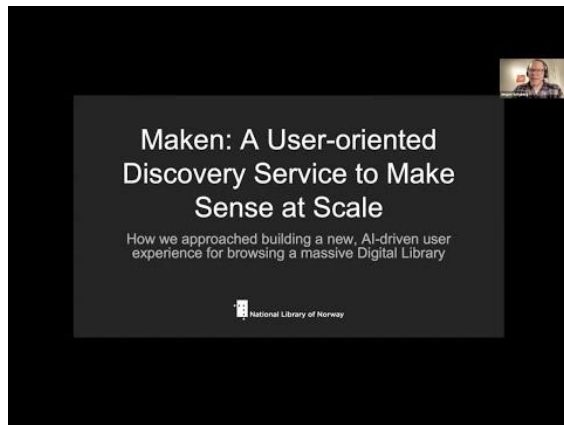 Maken: A User-oriented
Discovery Service to Make
Sense at Scale
How we approached building a new, AI-driven user
experience for browsing a massive Digital Library
National Library of Norway